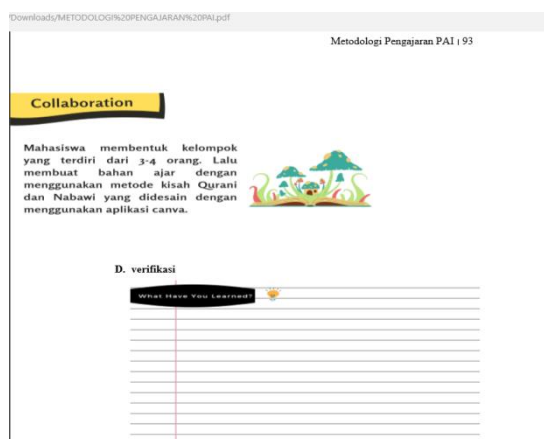 /Downloads/METODOLOGI%20PENGAJARAN%20PAI.pdf
Metodologi Pengajaran PAI | 93
Collaboration
Mahasiswa membentuk kelompok
yang terdiri dari 3-4 orang. Lalu
membuat bahan ajar dengan
menggunakan metode kisah Qurani
dan Nabawi yang didesain dengan
menggunakan aplikasi canva.
D. verifikasi
What Have You Learned?